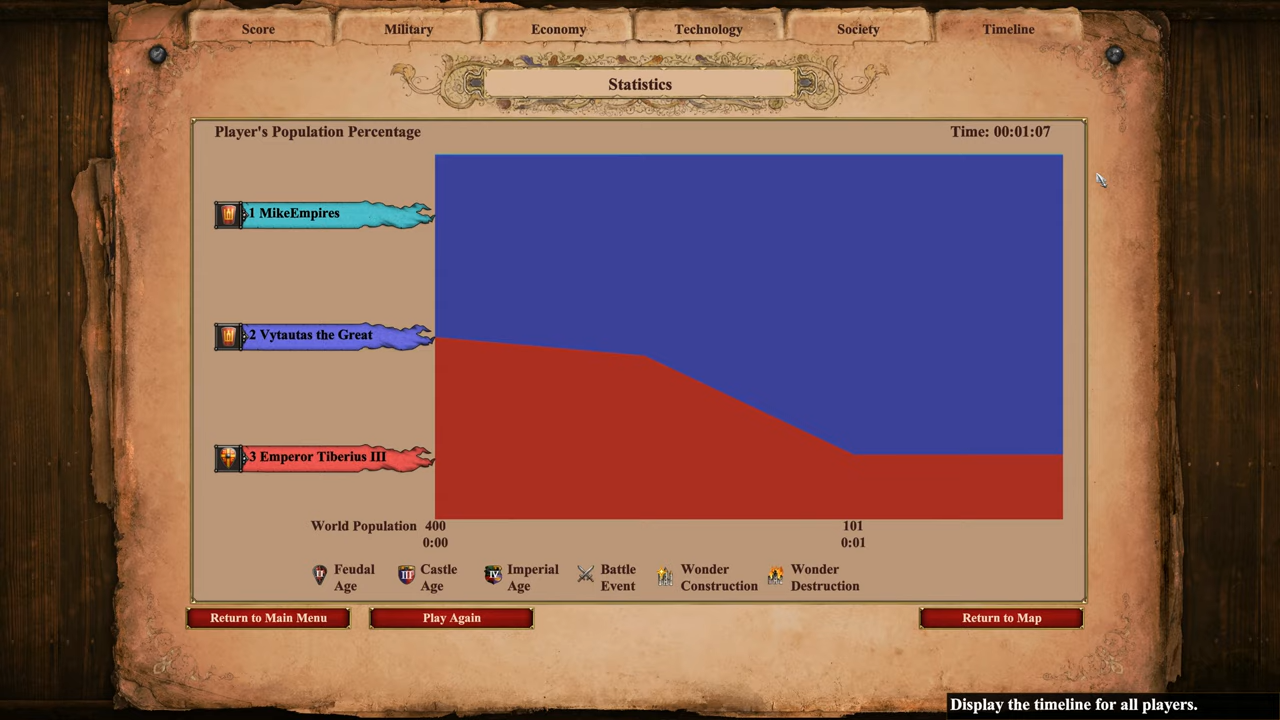 Score
Military
Economy
Technology
Society
Timeline
Statistics
Player's Population Percentage
Time: 00:01:07
1 MikeEmpires
2 Vytautas the Great
3 Emperor Tiberius III
World Population 400 101
0:00 0:01
II Feudal Age
III Castle Age
IV Imperial Age
Battle Event
Wonder Construction
Wonder Destruction
Return to Main Menu
Play Again
Return to Map
Display the timeline for all players.